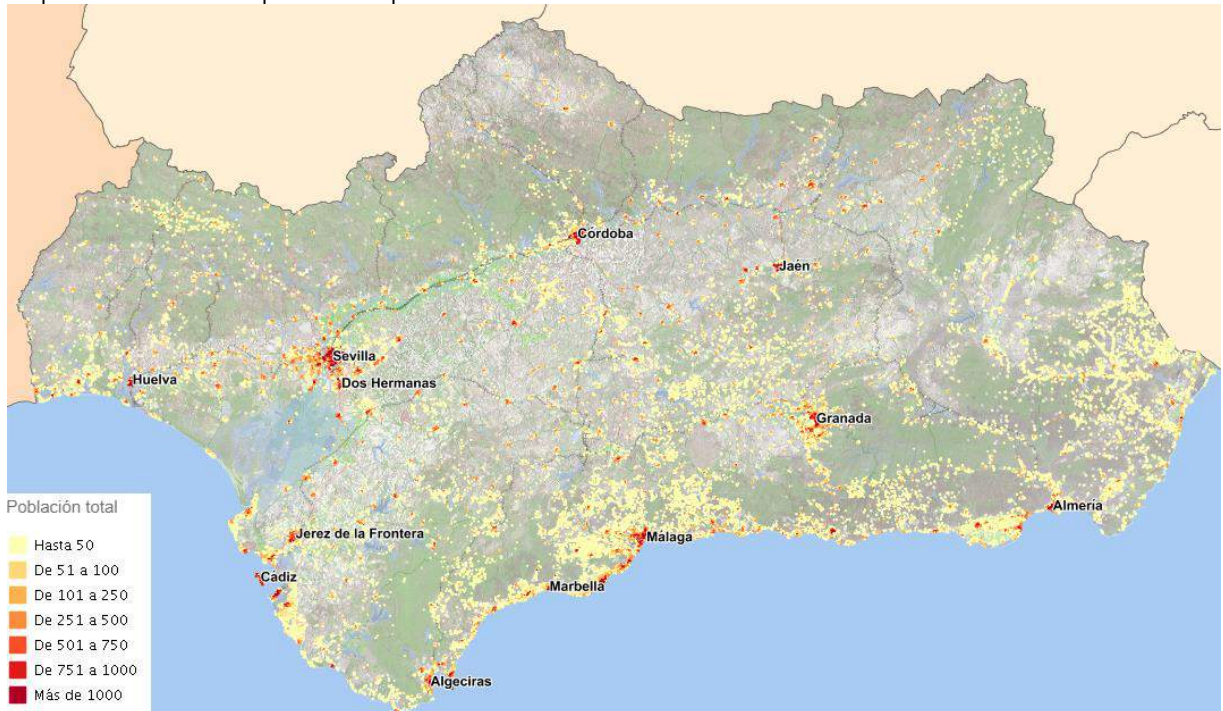 Córdoba
Jaén
Sevilla
Huelva
Dos Hermanas
Granada
Almería
Jerez de la Frontera
Málaga
Cádiz
Marbella
Algeciras
Población total
Hasta 50
De 51 a 100
De 101 a 250
De 251 a 500
De 501 a 750
De 751 a 1000
Más de 1000